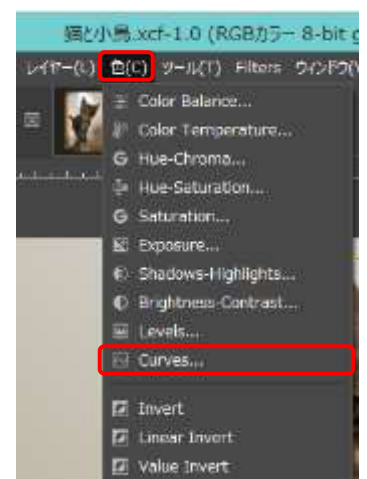 猫と小鳥.xcf-1.0 (RGBカラー 8-bit g
レイヤー(L) 色(C) ツール(T) Filters ウィンドウ(W
Color Balance...
Color Temperature...
Hue-Chroma...
Hue-Saturation...
Saturation...
Exposure...
Shadows-Highlights...
Brightness-Contrast...
Levels...
Curves...
Invert
Linear Invert
Value Invert